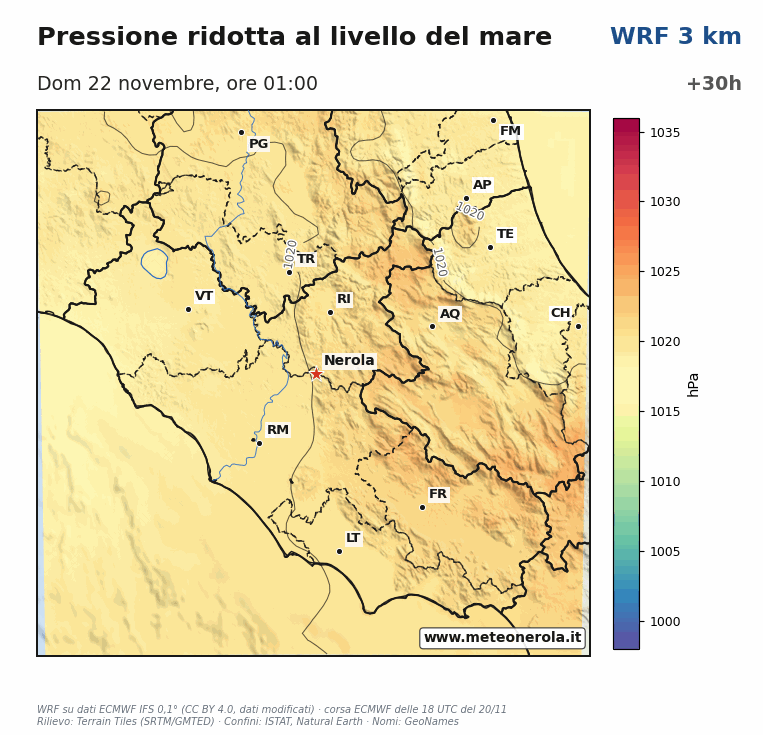 Pressione ridotta al livello del mare
WRF 3 km
Dom 22 novembre, ore 01:00
+30h
FM
PG
AP
1020
TE
1020
TR
1020
VT
RI
AQ
CH
Nerola
RM
FR
LT
www.meteonerola.it
1035
1030
1025
1020
1015
1010
1005
1000
hPa
WRF su dati ECMWF IFS 0,1° (CC BY 4.0, dati modificati) · corsa ECMWF delle 18 UTC del 20/11
Rilievo: Terrain Tiles (SRTM/GMTED) · Confini: ISTAT, Natural Earth · Nomi: GeoNames